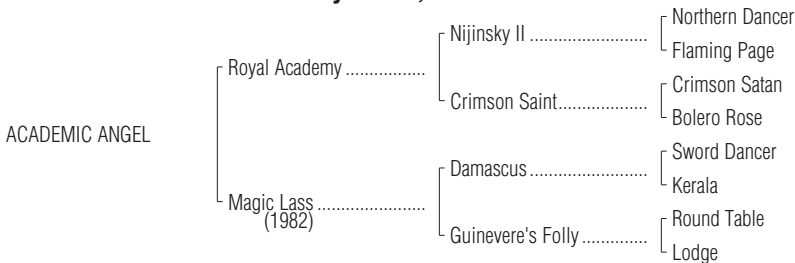 Northern Dancer
Nijinsky II ..........................
Flaming Page
Royal Academy .................
Crimson Satan
Crimson Saint....................
Bolero Rose
ACADEMIC ANGEL
Sword Dancer
Damascus ..........................
Kerala
Magic Lass ........................
(1982)
Round Table
Guinevere's Folly ..............
Lodge